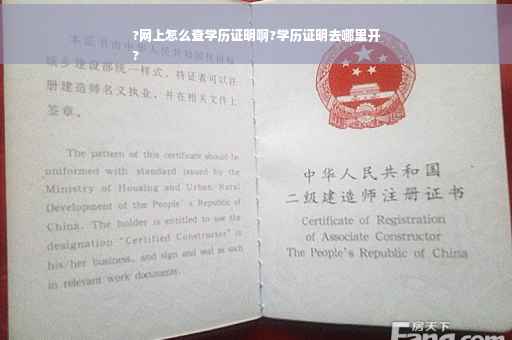 ?网上怎么查学历证明啊?学历证明去哪里开
?
本证书由中华人民共和国住房和
城乡建设部统一样式，持证者可以注
册建造师名义执业，并在相关文件上
签章。
The pattern of this certificate should be
uniformed with standard issued by the
Ministry of Housing and Urban Rural
Development of the People's Republic of
China. The holder is entitled to use the
designation "Certified Constructor" in
his/her business, and sign and seal as such
in relevant work documents.
中华人民共和国
二级建造师注册证书
Certificate of Registration
of Associate Constructor
The People's Republic of China
房天下
Fang.com